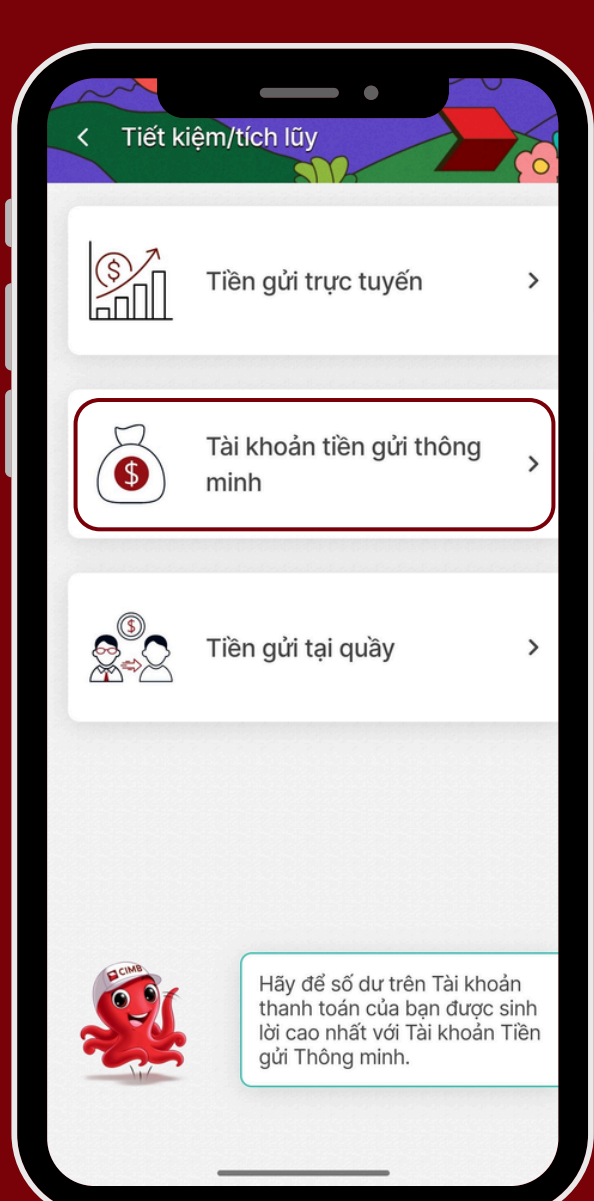 Tiết kiệm/tích lũy
Tiền gửi trực tuyến
Tài khoản tiền gửi thông
minh
Tiền gửi tại quầy
CIMB
Hãy để số dư trên Tài khoản
thanh toán của bạn được sinh
lời cao nhất với Tài khoản Tiền
gửi Thông minh.